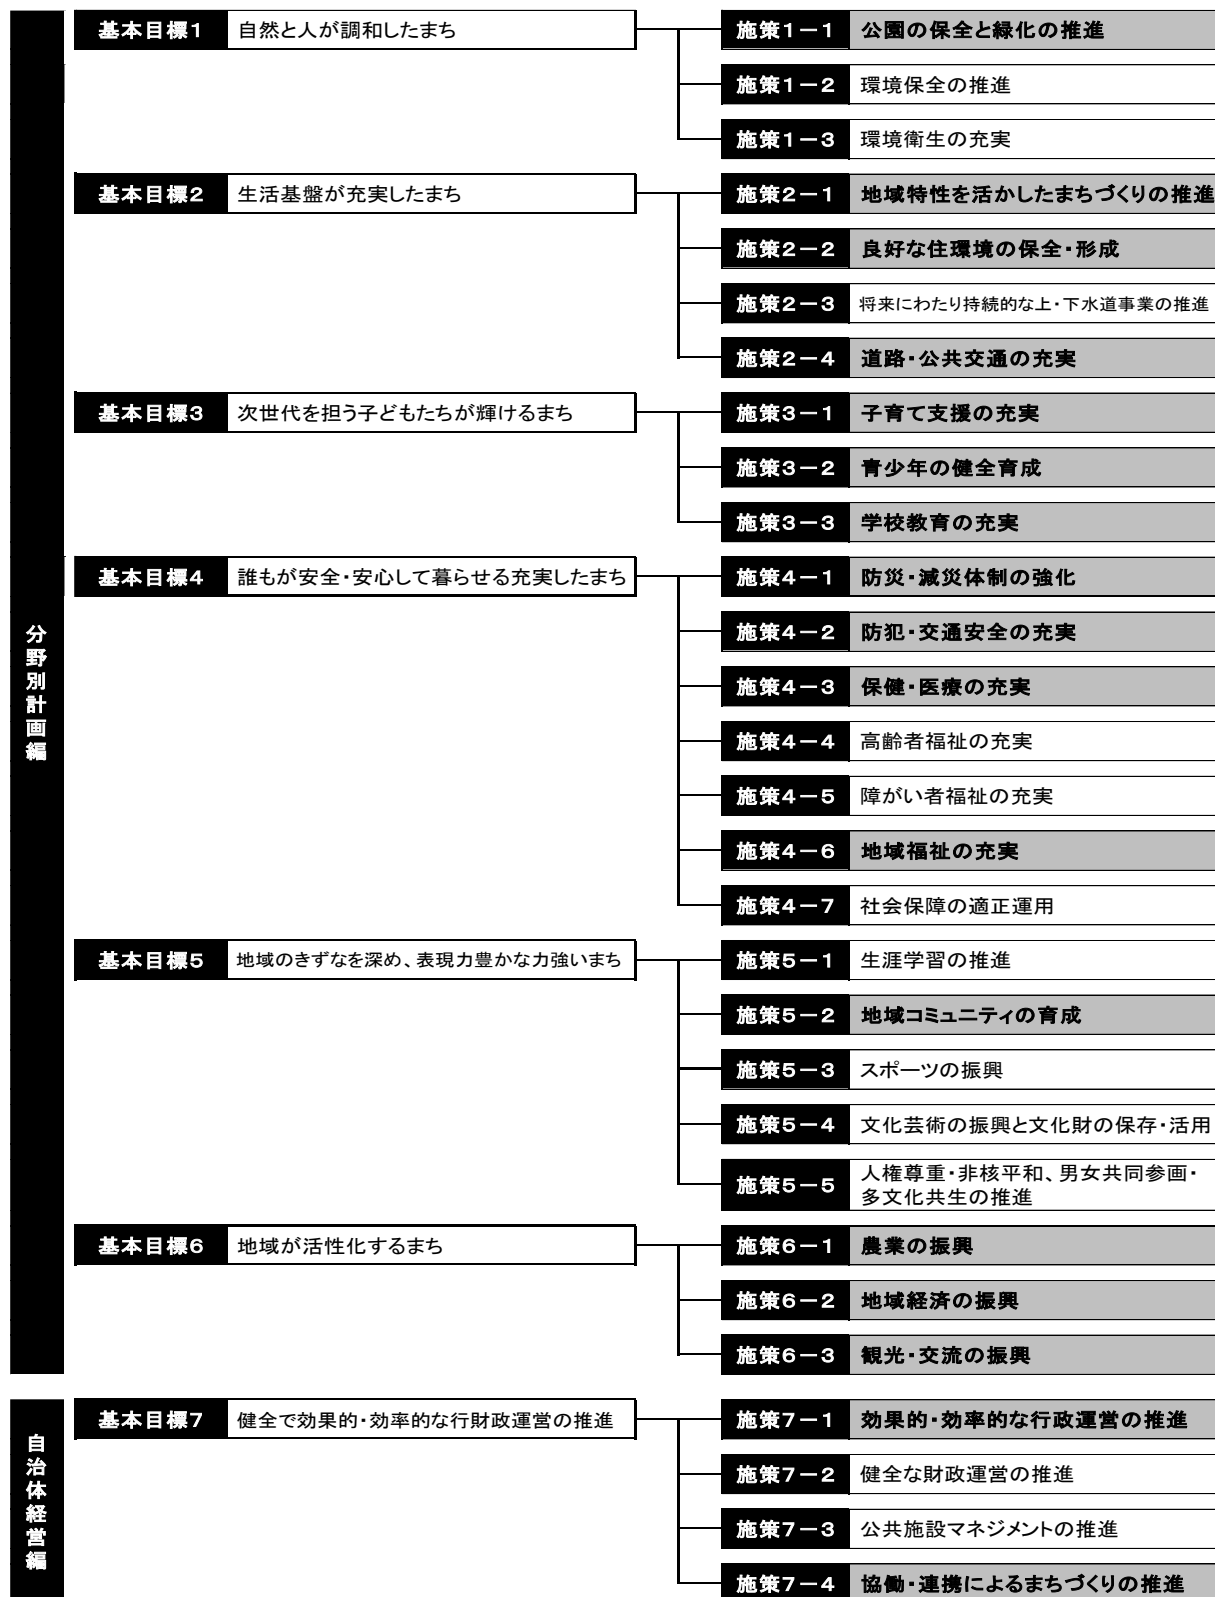 分野別計画編
基本目標1 自然と人が調和したまち
施策1－1 公園の保全と緑化の推進
施策1－2 環境保全の推進
施策1－3 環境衛生の充実
基本目標2 生活基盤が充実したまち
施策2－1 地域特性を活かしたまちづくりの推進
施策2－2 良好な住環境の保全・形成
施策2－3 将来にわたり持続的な上・下水道事業の推進
施策2－4 道路・公共交通の充実
基本目標3 次世代を担う子どもたちが輝けるまち
施策3－1 子育て支援の充実
施策3－2 青少年の健全育成
施策3－3 学校教育の充実
基本目標4 誰もが安全・安心して暮らせる充実したまち
施策4－1 防災・減災体制の強化
施策4－2 防犯・交通安全の充実
施策4－3 保健・医療の充実
施策4－4 高齢者福祉の充実
施策4－5 障がい者福祉の充実
施策4－6 地域福祉の充実
施策4－7 社会保障の適正運用
基本目標5 地域のきずなを深め、表現力豊かな力強いまち
施策5－1 生涯学習の推進
施策5－2 地域コミュニティの育成
施策5－3 スポーツの振興
施策5－4 文化芸術の振興と文化財の保存・活用
施策5－5 人権尊重・非核平和、男女共同参画・
多文化共生の推進
基本目標6 地域が活性化するまち
施策6－1 農業の振興
施策6－2 地域経済の振興
施策6－3 観光・交流の振興
自治体経営編
基本目標7 健全で効果的・効率的な行財政運営の推進
施策7－1 効果的・効率的な行政運営の推進
施策7－2 健全な財政運営の推進
施策7－3 公共施設マネジメントの推進
施策7－4 協働・連携によるまちづくりの推進